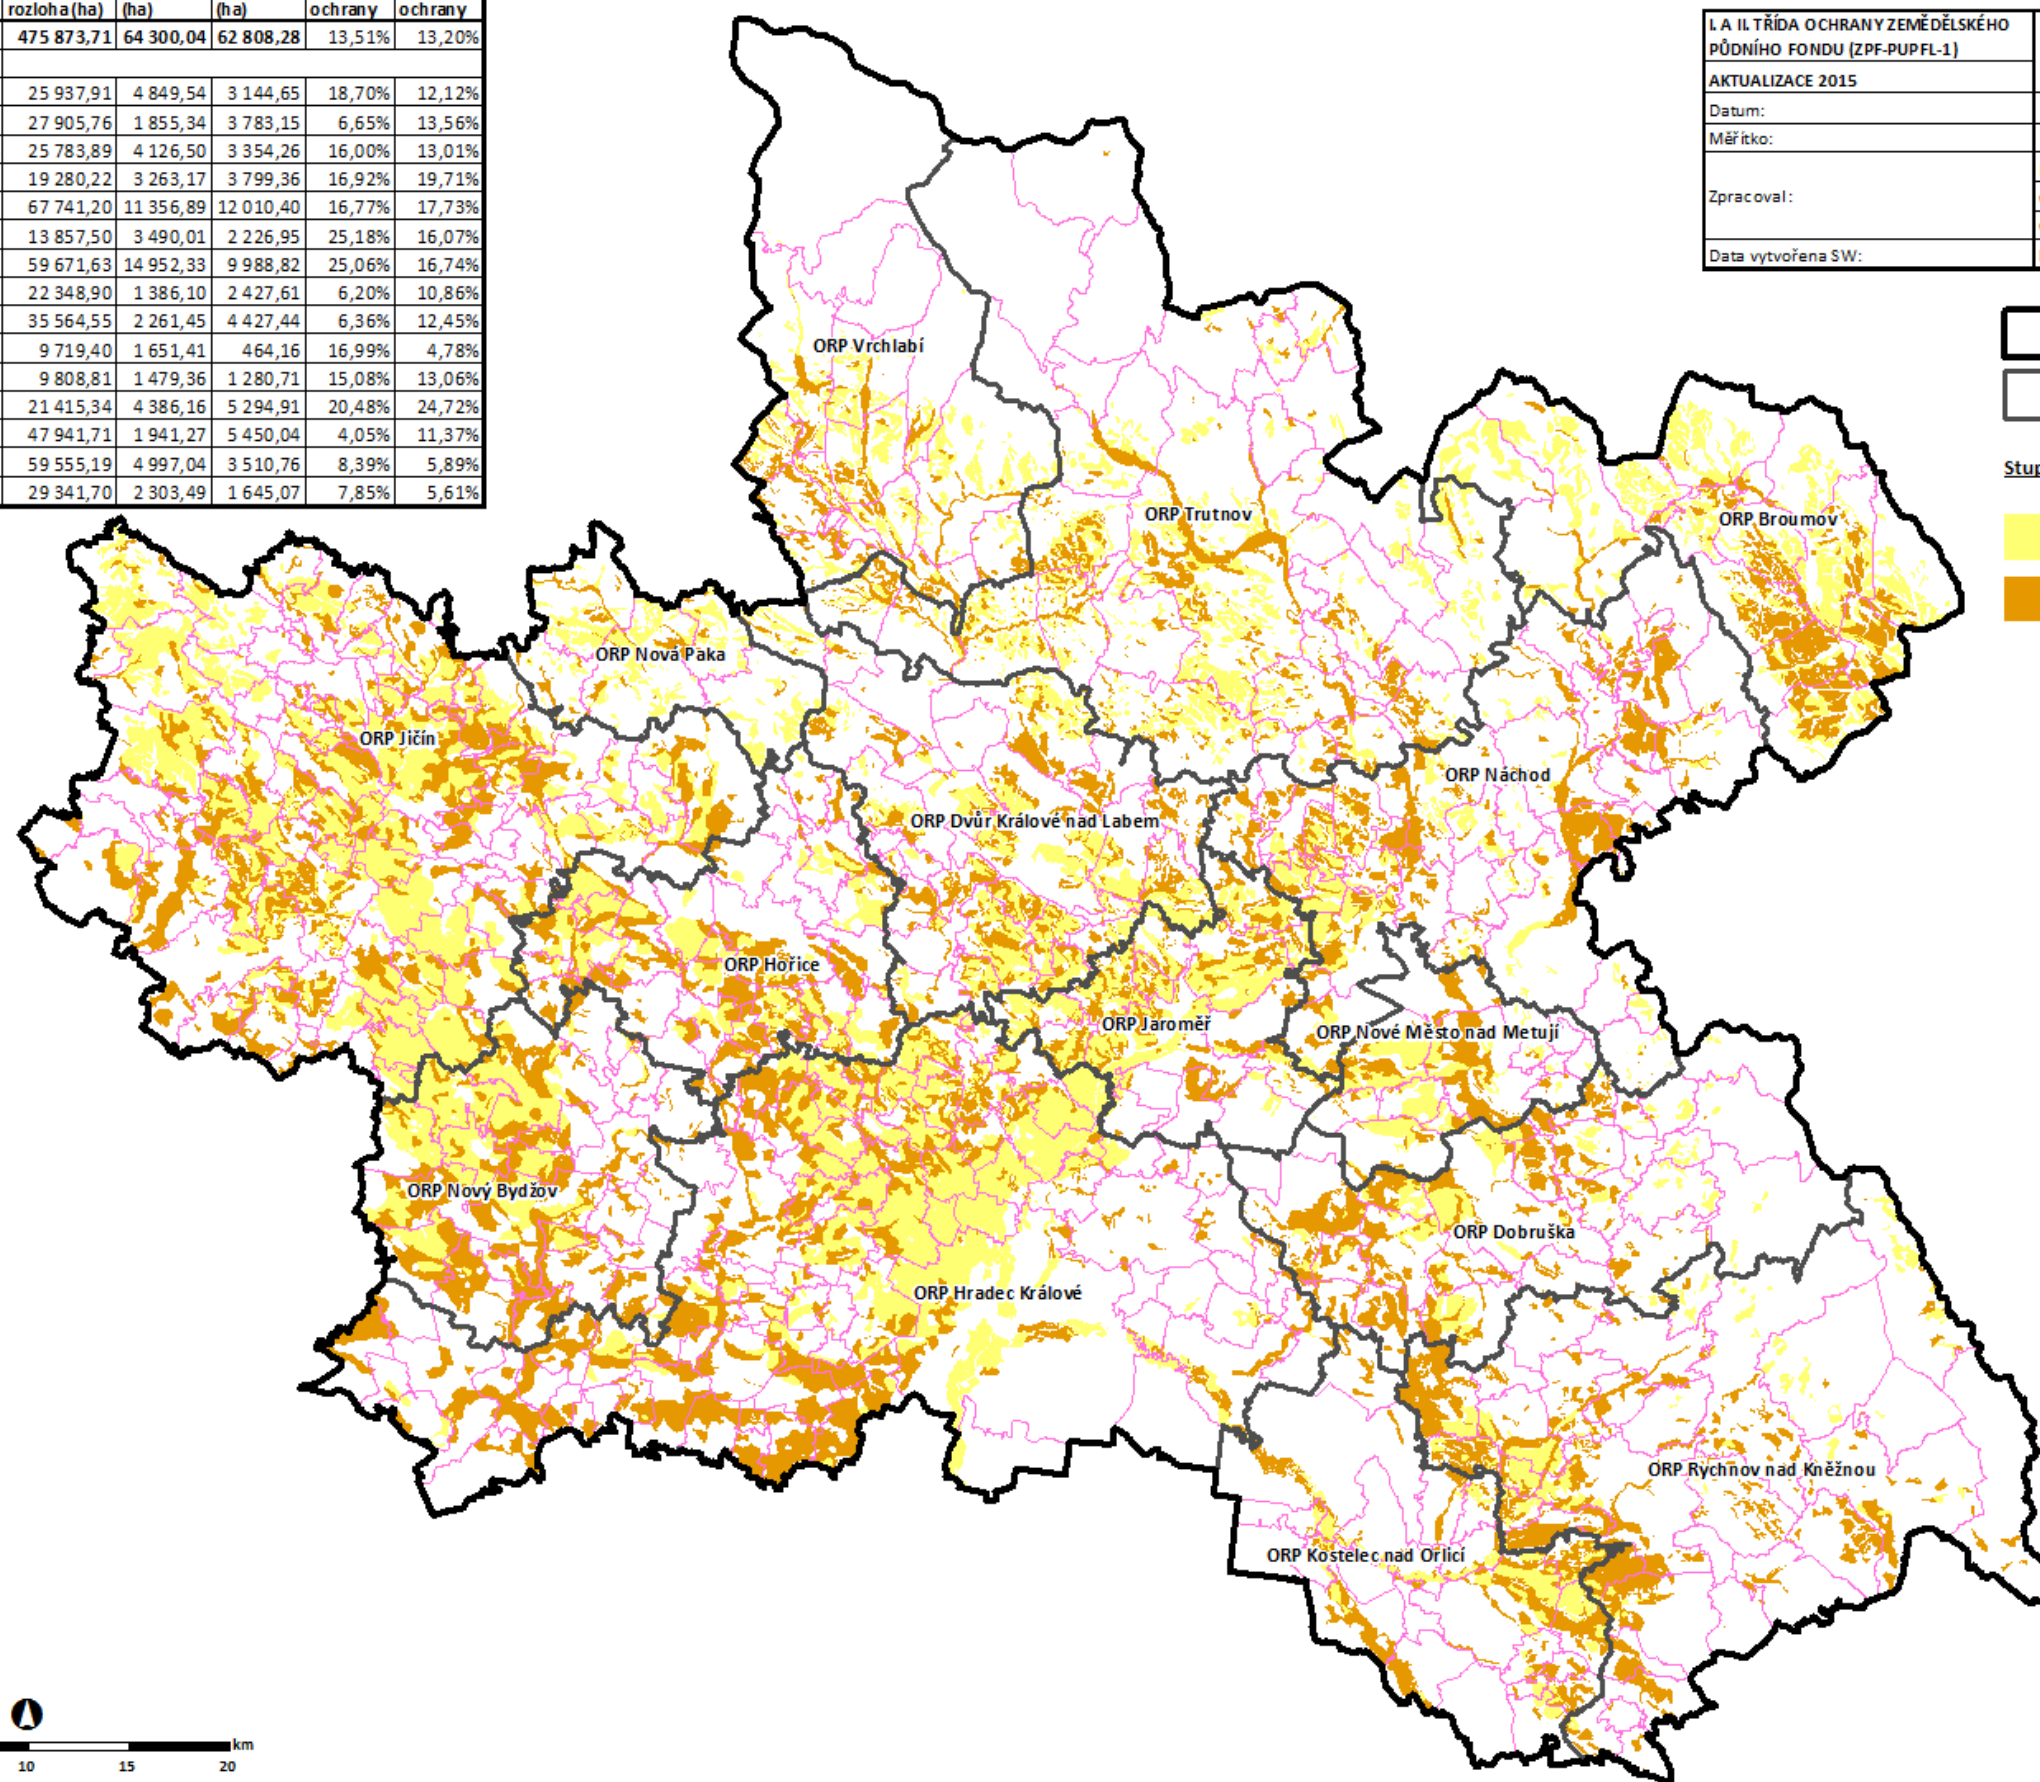 rozloha (ha) (ha) (ha) ochrany ochrany
475 873,71 64 300,04 62 808,28 13,51% 13,20%
25 937,91 4 849,54 3 144,65 18,70% 12,12%
27 905,76 1 855,34 3 783,15 6,65% 13,56%
25 783,89 4 126,50 3 354,26 16,00% 13,01%
19 280,22 3 263,17 3 799,36 16,92% 19,71%
67 741,20 11 356,89 12 010,40 16,77% 17,73%
13 857,50 3 490,01 2 226,95 25,18% 16,07%
59 671,63 14 952,33 9 988,82 25,06% 16,74%
22 348,90 1 386,10 2 427,61 6,20% 10,86%
35 564,55 2 261,45 4 427,44 6,36% 12,45%
9 719,40 1 651,41 464,16 16,99% 4,78%
9 808,81 1 479,36 1 280,71 15,08% 13,06%
21 415,34 4 386,16 5 294,91 20,48% 24,72%
47 941,71 1 941,27 5 450,04 4,05% 11,37%
59 555,19 4 997,04 3 510,76 8,39% 5,89%
29 341,70 2 303,49 1 645,07 7,85% 5,61%
I. A II. TŘÍDA OCHRANY ZEMĚDĚLSKÉHO
PŮDNÍHO FONDU (ZPF-PUPFL-1)
AKTUALIZACE 2015
Datum:
Měřítko:
Zpracoval:
Data vytvořena SW:
Stup
ORP Vrchlabí
ORP Trutnov
ORP Broumov
ORP Nová Paka
ORP Jičín
ORP Náchod
ORP Dvůr Králové nad Labem
ORP Hořice
ORP Jaroměř
ORP Nové Město nad Metují
ORP Nový Bydžov
ORP Dobruška
ORP Hradec Králové
ORP Rychnov nad Kněžnou
ORP Kostelec nad Orlicí
km
10 15 20